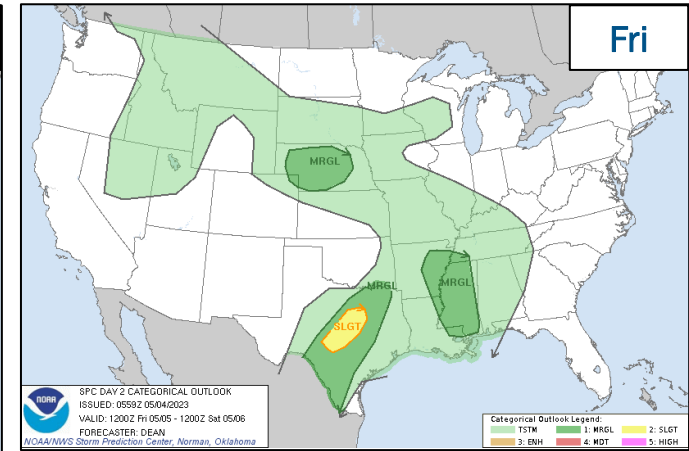 Fri
MRGL
MRGL
MRGL
SLGT
SPC DAY 2 CATEGORICAL OUTLOOK
ISSUED: 0559Z 05/04/2023
VALID: 1200Z Fri 05/05 - 1200Z Sat 05/06
FORECASTER: DEAN
NOAA/NWS Storm Prediction Center, Norman, Oklahoma
NOAA
Categorical Outlook Legend:
TSTM 1: MRGL 2: SLGT
3: ENH 4: MDT 5: HIGH